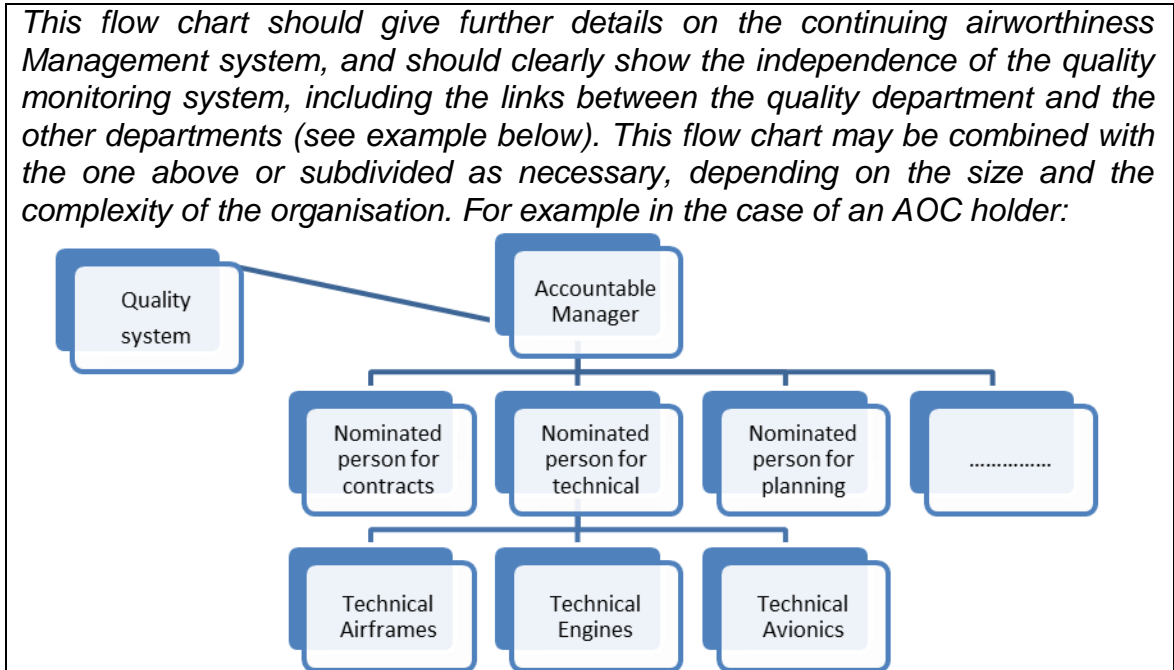 This flow chart should give further details on the continuing airworthiness
Management system, and should clearly show the independence of the quality
monitoring system, including the links between the quality department and the
other departments (see example below). This flow chart may be combined with
the one above or subdivided as necessary, depending on the size and the
complexity of the organisation. For example in the case of an AOC holder:
Quality
system
Accountable
Manager
Nominated
person for
contracts
Nominated
person for
technical
Nominated
person for
planning
……………
Technical
Airframes
Technical
Engines
Technical
Avionics